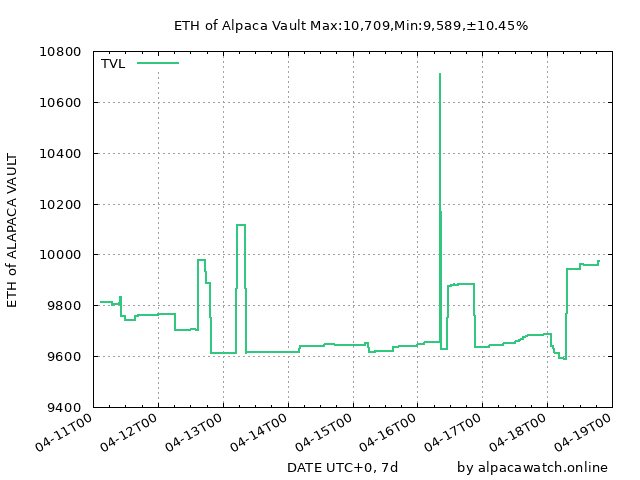 ETH of Alpaca Vault Max:10,709,Min:9,589,±10.45%
TVL
ETH of ALAPACA VAULT
10800
10600
10400
10200
10000
9800
9600
9400
04-11T00
04-12T00
04-13T00
04-14T00
04-15T00
04-16T00
04-17T00
04-18T00
04-19T00
DATE UTC+0, 7d
by alpacawatch.online